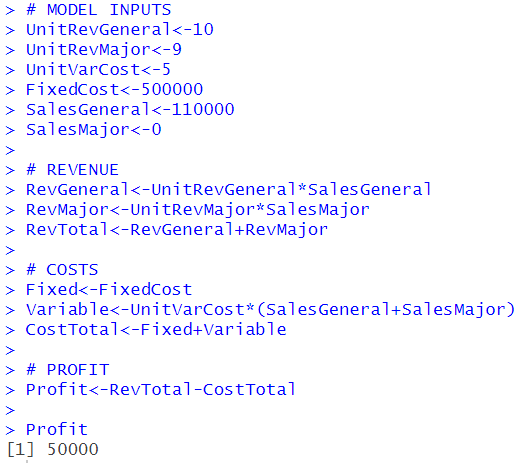 > # MODEL INPUTS
> UnitRevGeneral<-10
> UnitRevMajor<-9
> UnitVarCost<-5
> FixedCost<-500000
> SalesGeneral<-110000
> SalesMajor<-0
>
> # REVENUE
> RevGeneral<-UnitRevGeneral*SalesGeneral
> RevMajor<-UnitRevMajor*SalesMajor
> RevTotal<-RevGeneral+RevMajor
>
> # COSTS
> Fixed<-FixedCost
> Variable<-UnitVarCost*(SalesGeneral+SalesMajor)
> CostTotal<-Fixed+Variable
>
> # PROFIT
> Profit<-RevTotal-CostTotal
>
> Profit
[1] 50000